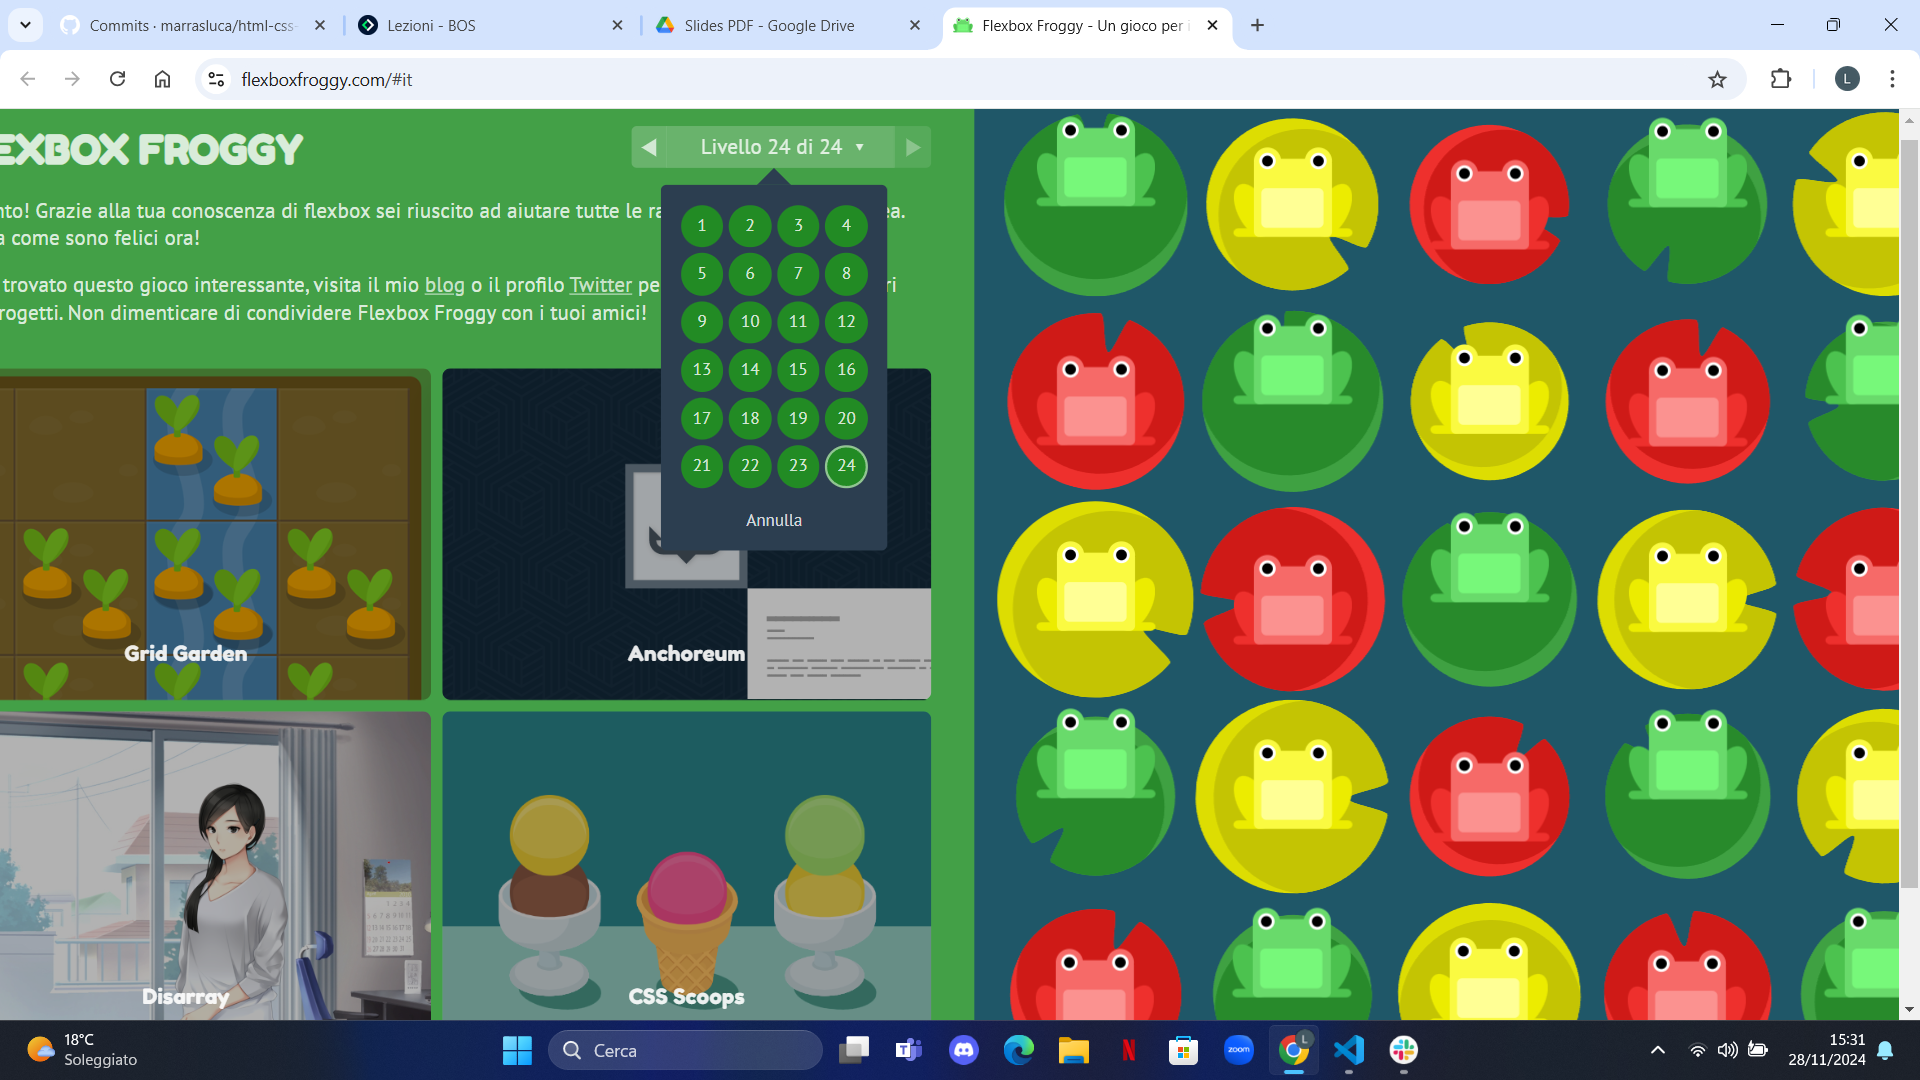 Commits · marrasluca/html-css-
Lezioni - BOS
Slides PDF - Google Drive
Flexbox Froggy - Un gioco per i
flexboxfroggy.com/#it
L
EXBOX FROGGY
Livello 24 di 24
nto! Grazie alla tua conoscenza di flexbox sei riuscito ad aiutare tutte le ra
ea.
a come sono felici ora!
trovato questo gioco interessante, visita il mio blog o il profilo Twitter pe
ri
rogetti. Non dimenticare di condividere Flexbox Froggy con i tuoi amici!
1 2 3 4
5 6 7 8
9 10 11 12
13 14 15 16
17 18 19 20
21 22 23 24
Annulla
Grid Garden
Anchoreum
Disarray
CSS Scoops
18°C
Soleggiato
Cerca
zoom
L
15:31
28/11/2024